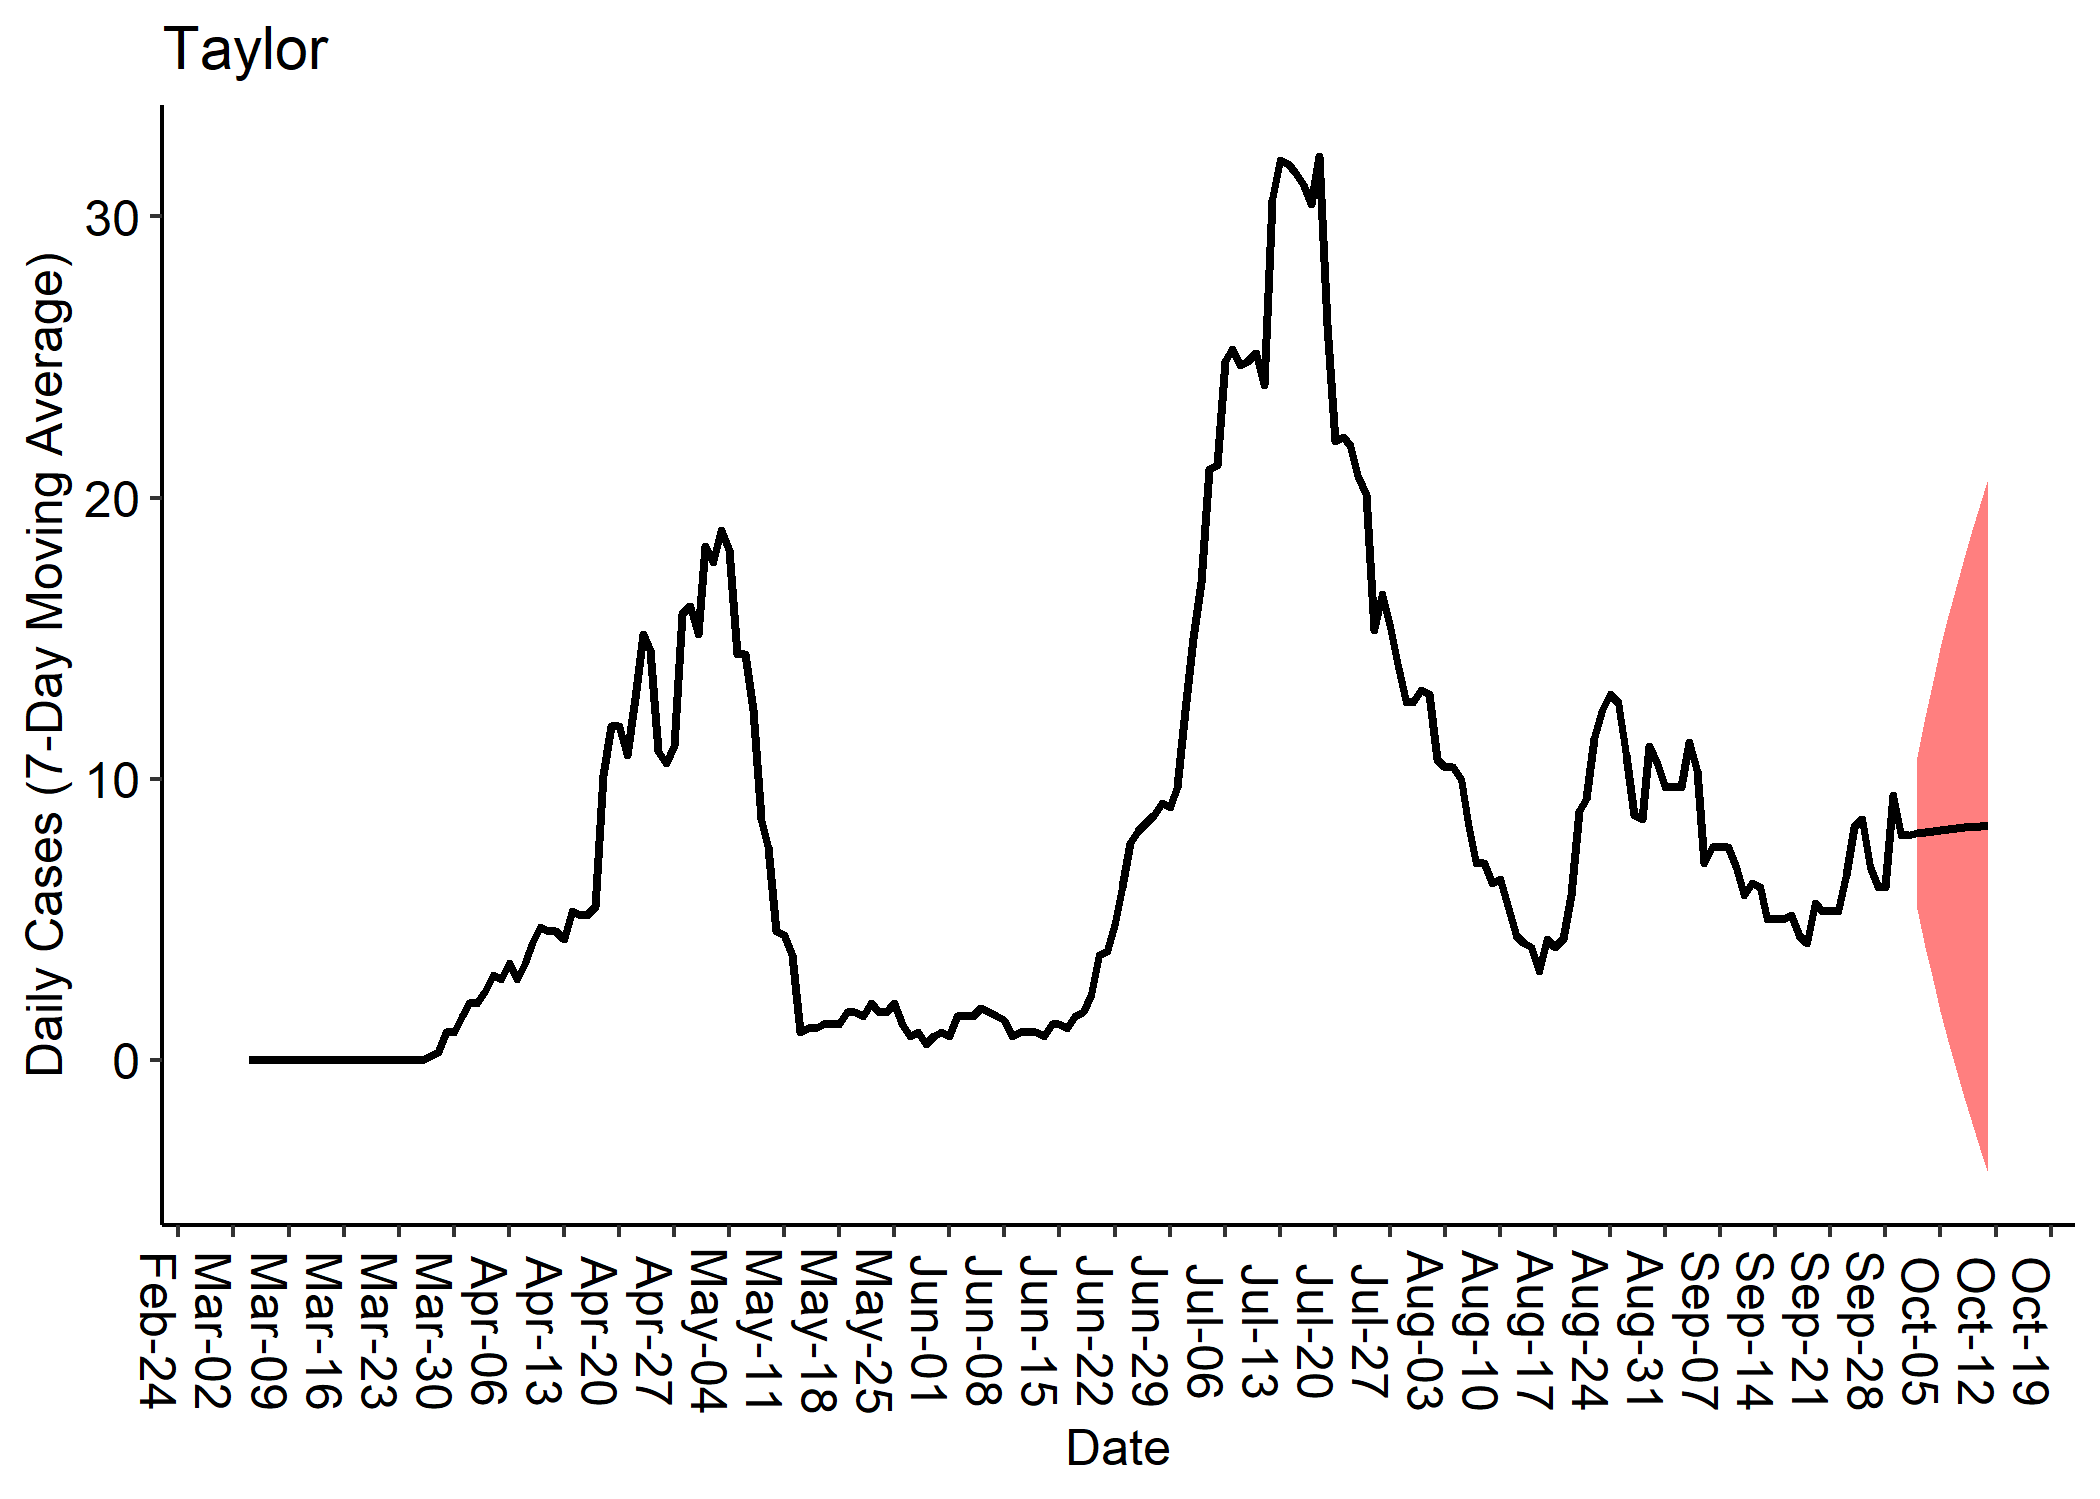 Taylor
Daily Cases (7-Day Moving Average)
30
20
10
0
Feb-24
Mar-02
Mar-09
Mar-16
Mar-23
Mar-30
Apr-06
Apr-13
Apr-20
Apr-27
May-04
May-11
May-18
May-25
Jun-01
Jun-08
Jun-15
Jun-22
Jun-29
Jul-06
Jul-13
Jul-20
Jul-27
Aug-03
Aug-10
Aug-17
Aug-24
Aug-31
Sep-07
Sep-14
Sep-21
Sep-28
Oct-05
Oct-12
Oct-19
Date